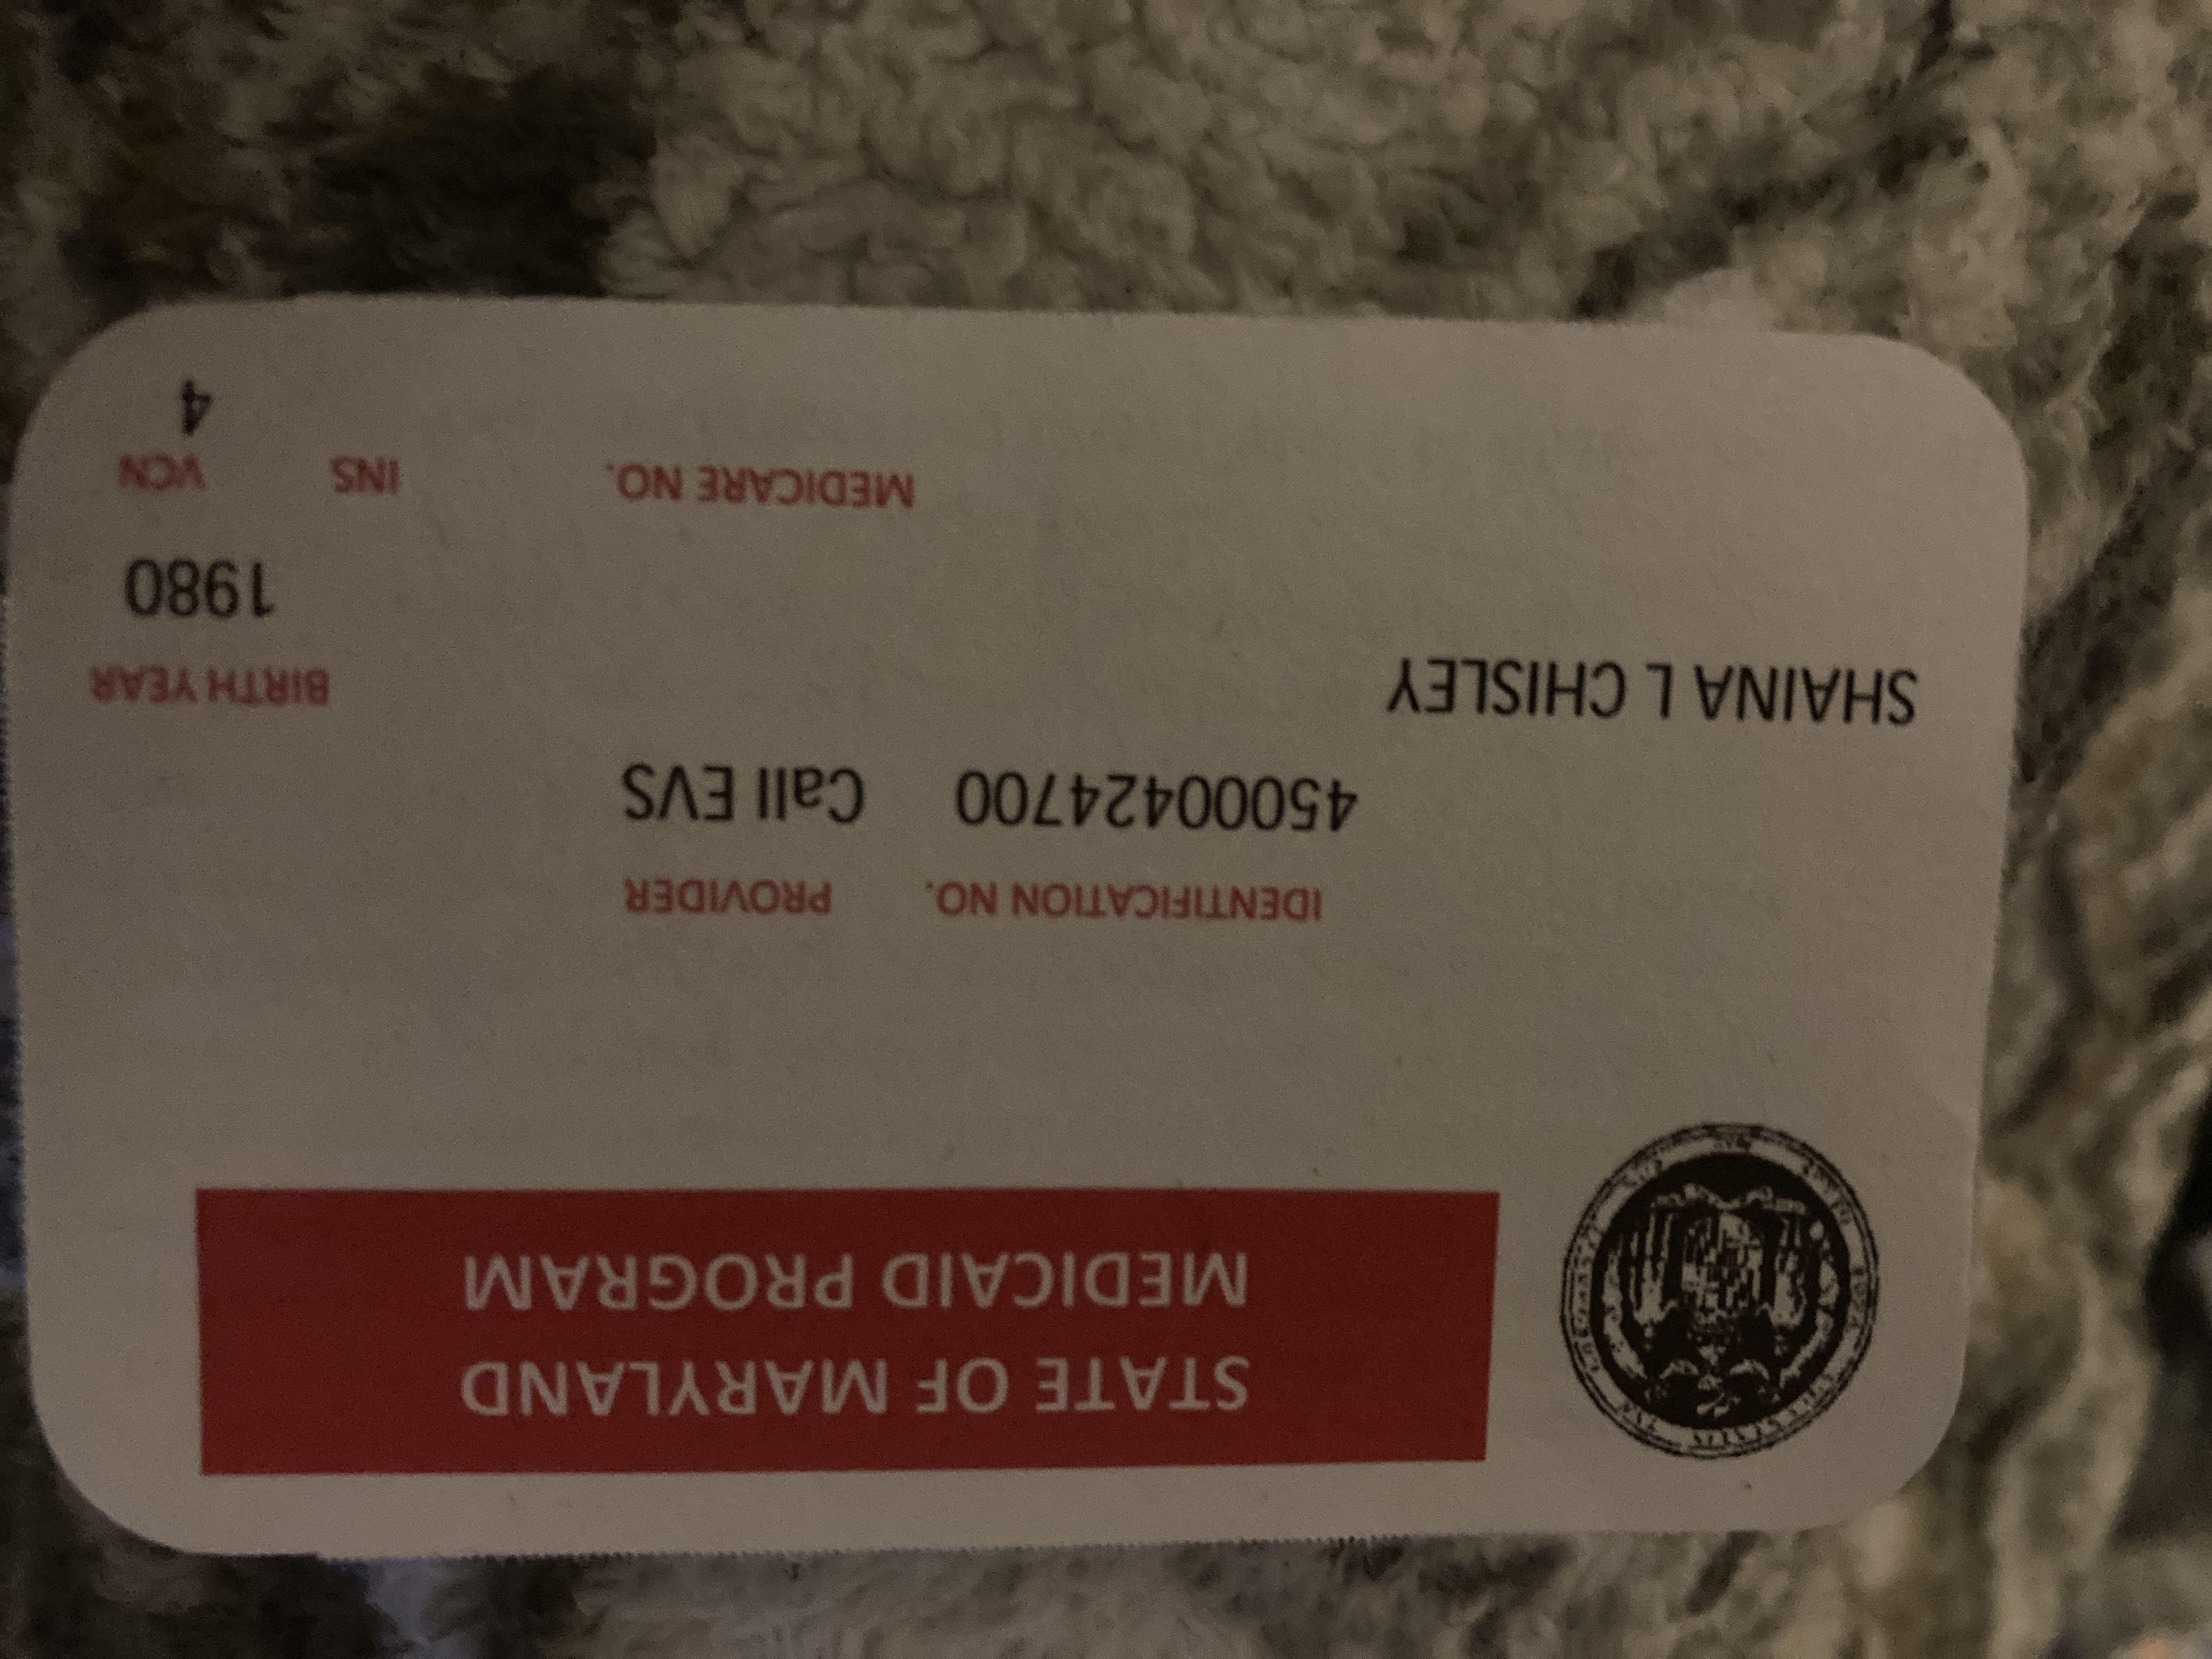 STATE OF MARYLAND
MEDICAID PROGRAM
IDENTIFICATION NO. PROVIDER
45000424700 Call EVS
SHAINA L CHISLEY
BIRTH YEAR
1980
MEDICARE NO. INS VCN
4